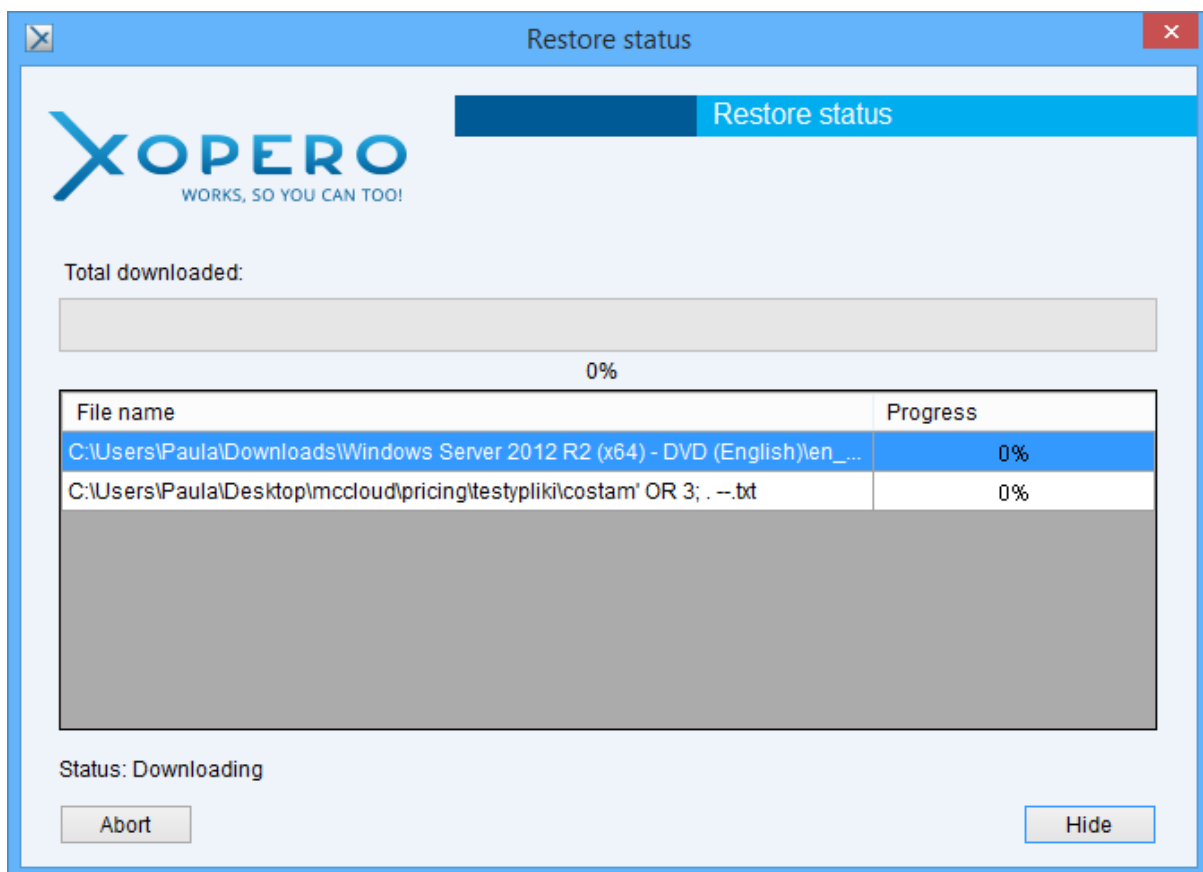 Restore status
Restore status
XOPERO
WORKS, SO YOU CAN TOO!
Total downloaded:
0%
File name Progress
C:\Users\Paula\Downloads\Windows Server 2012 R2 (x64) - DVD (English)\en_... 0%
C:\Users\Paula\Desktop\mccloud\pricing\testypliki\costam' OR 3; . --.txt 0%
Status: Downloading
Abort Hide